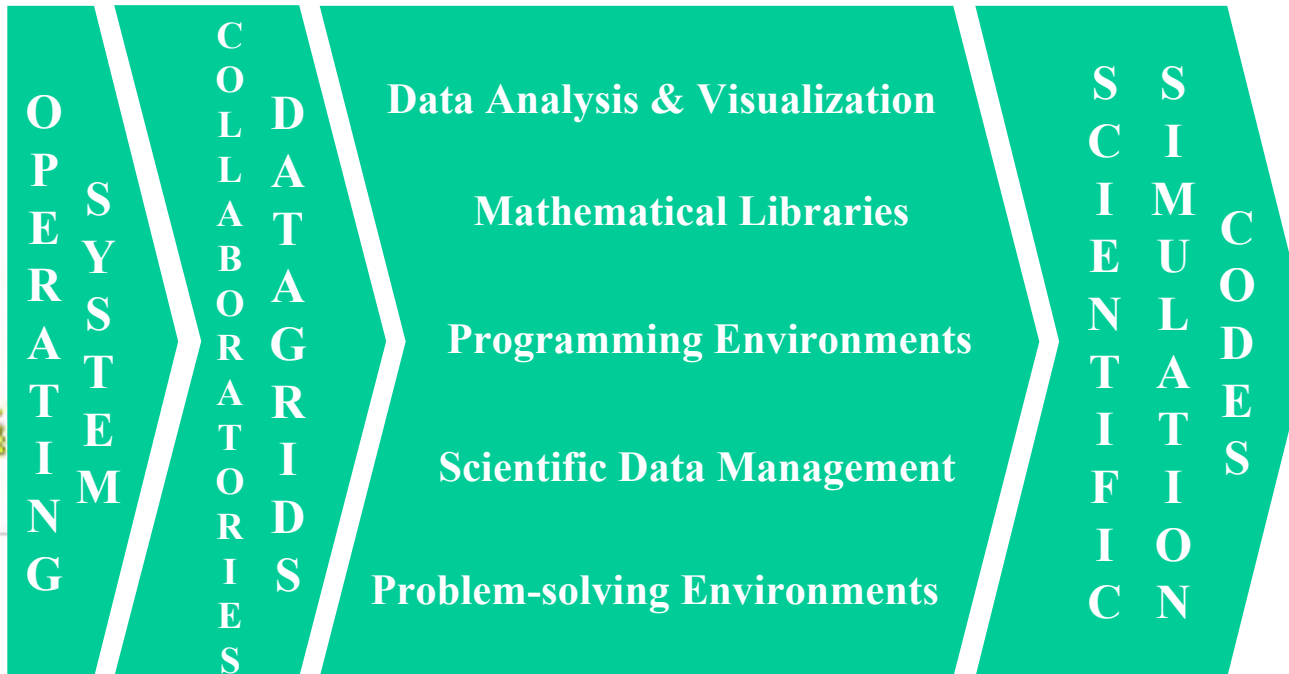 OPERATING
SYSTEM
COLLABORATORIES
DATAGRIDS
Data Analysis & Visualization
Mathematical Libraries
Programming Environments
Scientific Data Management
Problem-solving Environments
SCIENTIFIC
SIMULATION
CODES